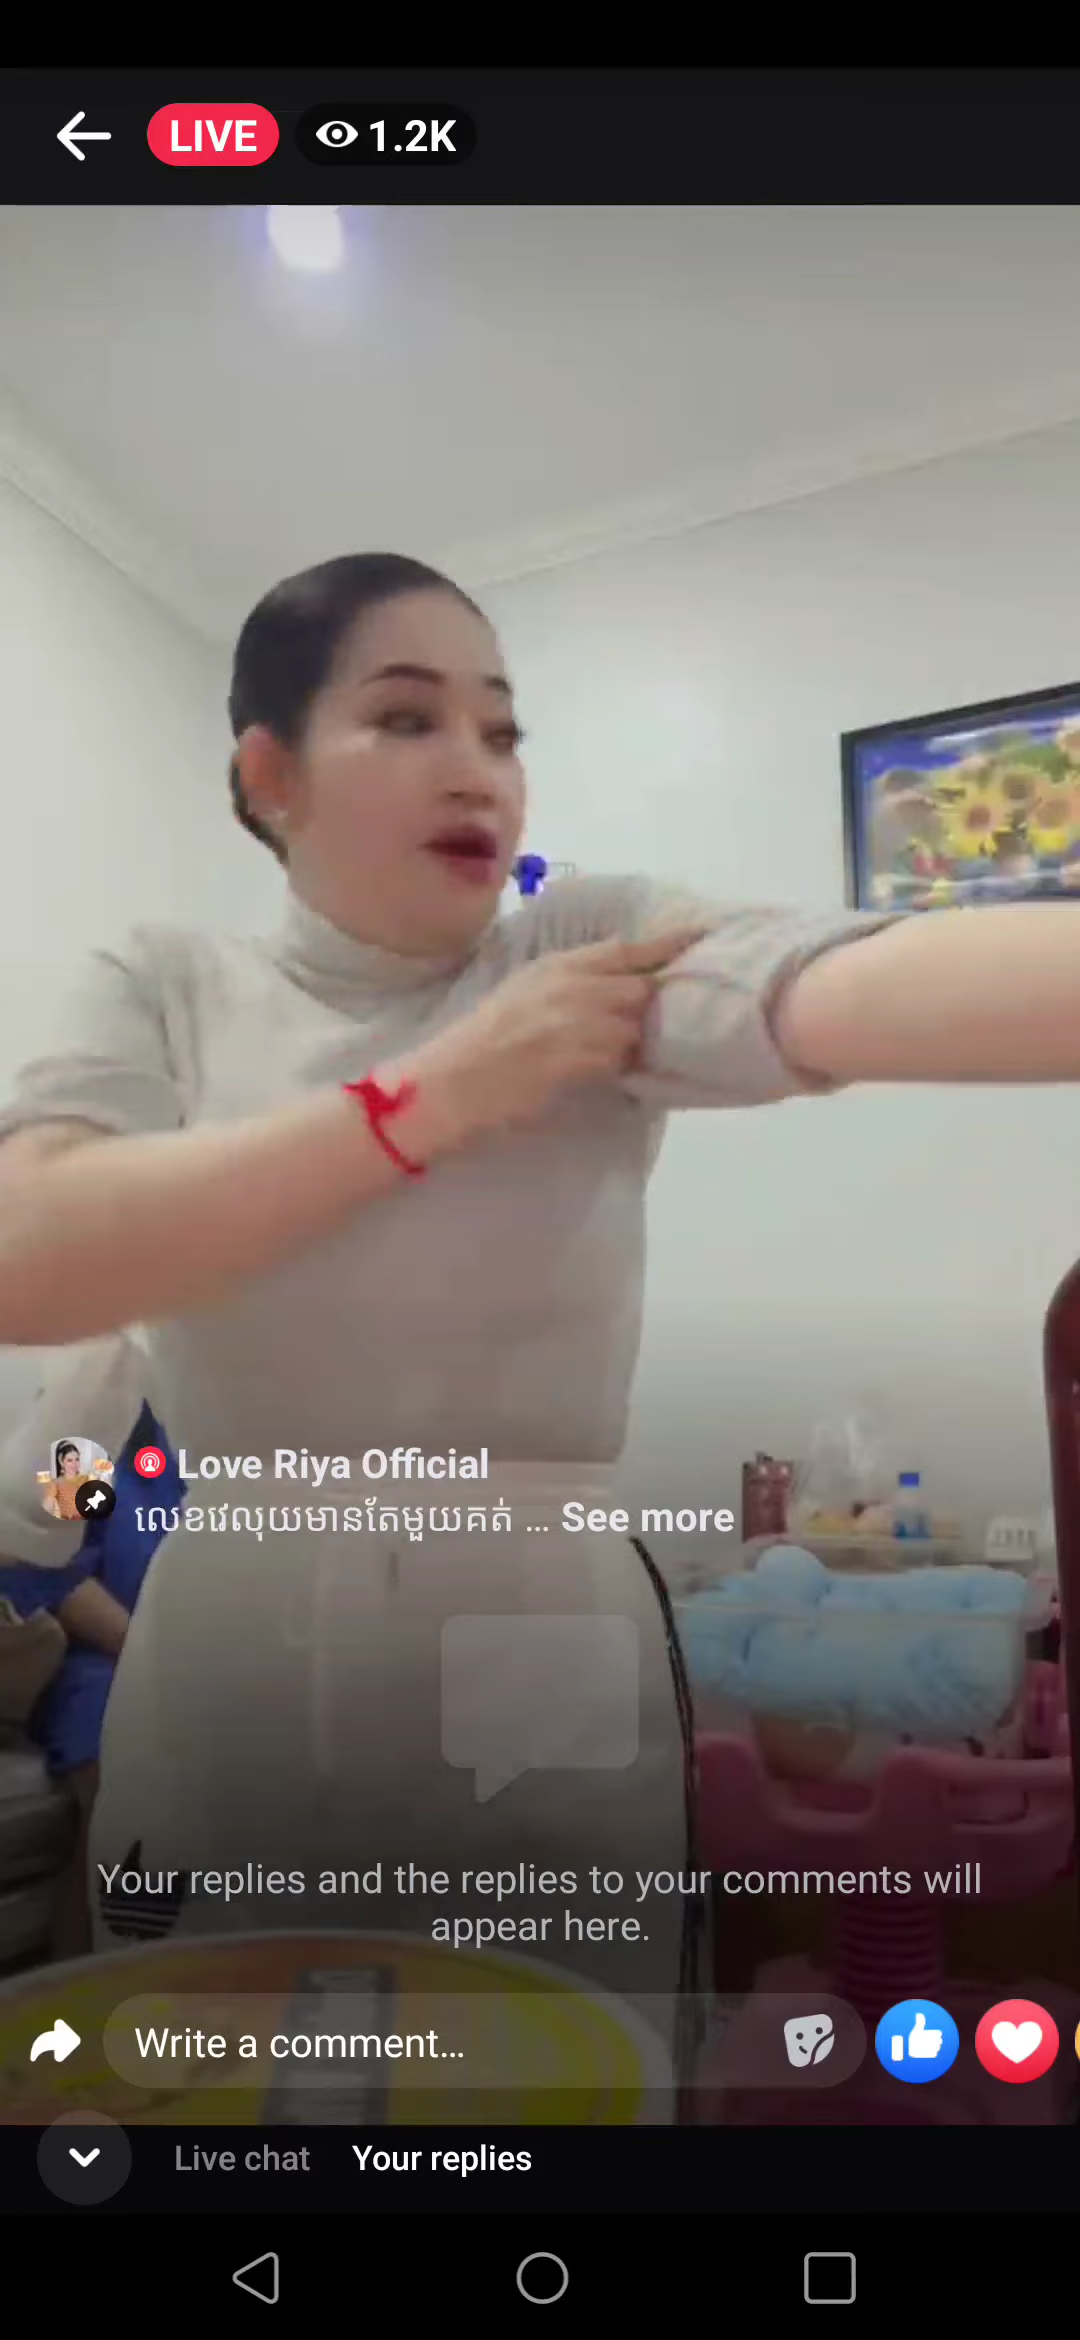 LIVE 1.2K
Love Riya Official
លេខវេលុយមានតែមួយគត់ ... See more
Your replies and the replies to your comments will
appear here.
Write a comment...
Live chat Your replies